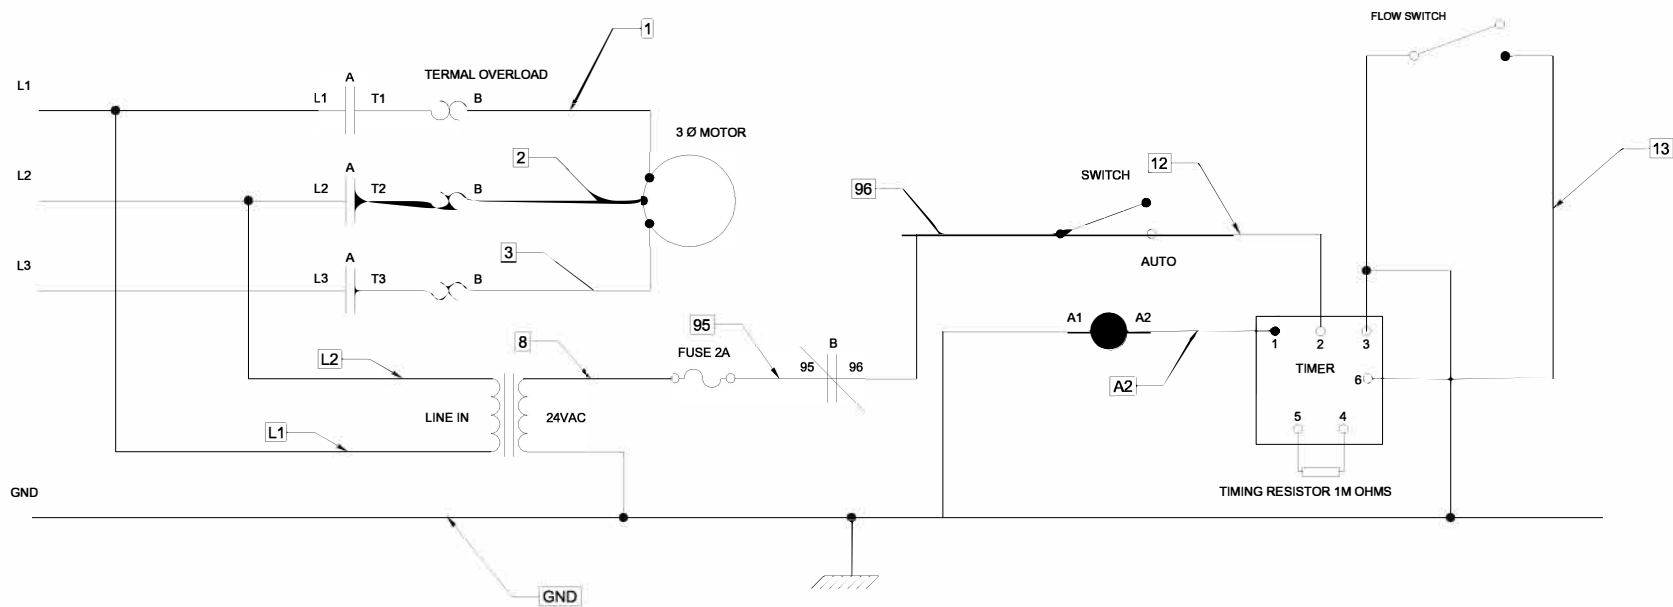 FLOW SWITCH
1
TERMAL OVERLOAD
A
L1
L1
T1
B
3 Ø MOTOR
13
A
2
12
L2
L2
T2
B
96
SWITCH
A
3
L3
L3
T3
B
AUTO
95
A1
A2
8
FUSE 2A
B
1
2
3
L2
95
96
TIMER
A2
6
LINE IN
24VAC
5
4
L1
GND
TIMING RESISTOR 1M OHMS
GND